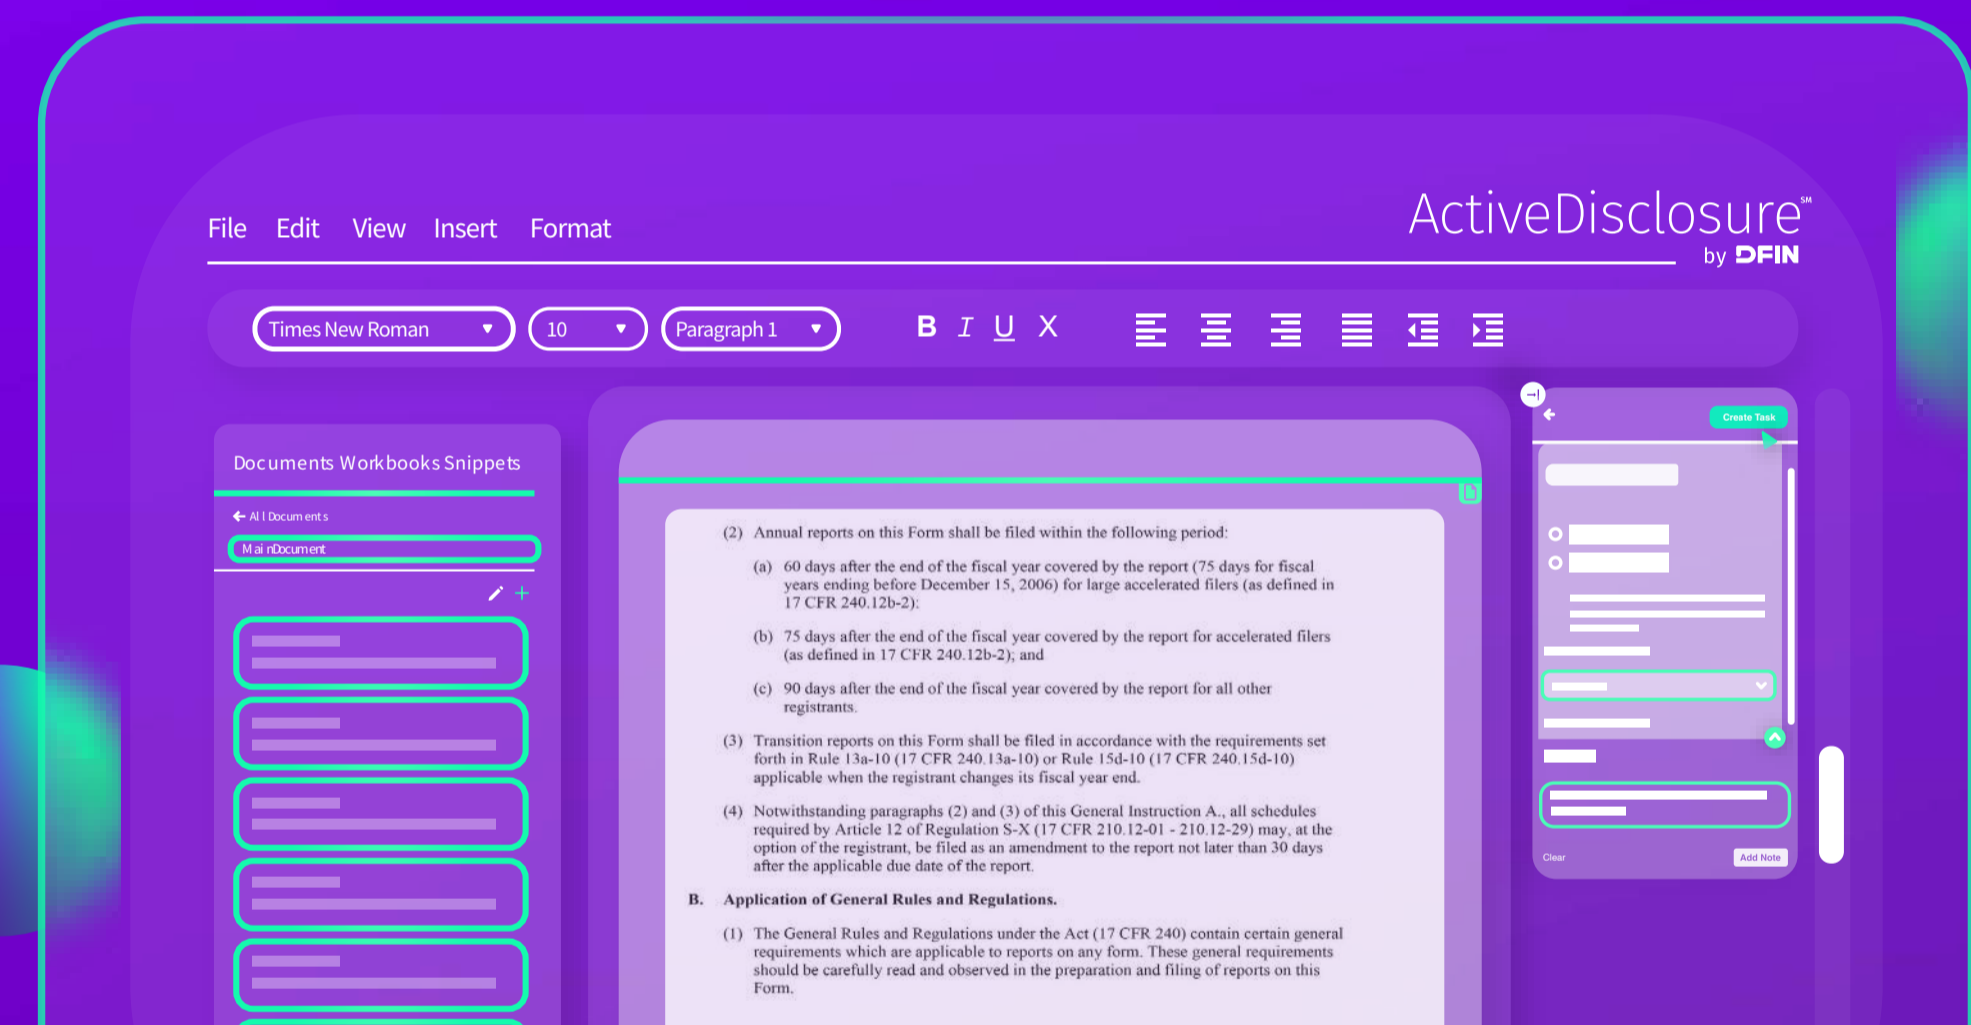 File Edit View Insert Format
ActiveDisclosure℠
by DFIN
Times New Roman 10 Paragraph 1 B I U X
Create Task
Documents Workbooks Snippets
All Documents
MainDocument
(2) Annual reports on this Form shall be filed within the following period:
(a) 60 days after the end of the fiscal year covered by the report (75 days for fiscal
years ending before December 15, 2006) for large accelerated filers (as defined in
17 CFR 240.12b-2):
(b) 75 days after the end of the fiscal year covered by the report for accelerated filers
(as defined in 17 CFR 240.12b-2); and
(c) 90 days after the end of the fiscal year covered by the report for all other
registrants.
(3) Transition reports on this Form shall be filed in accordance with the requirements set
forth in Rule 13a-10 (17 CFR 240.13a-10) or Rule 15d-10 (17 CFR 240.15d-10)
applicable when the registrant changes its fiscal year end.
(4) Notwithstanding paragraphs (2) and (3) of this General Instruction A., all schedules
required by Article 12 of Regulation S-X (17 CFR 210.12-01 - 210.12-29) may, at the
option of the registrant, be filed as an amendment to the report not later than 30 days
after the applicable due date of the report.
B. Application of General Rules and Regulations.
(1) The General Rules and Regulations under the Act (17 CFR 240) contain certain general
requirements which are applicable to reports on any form. These general requirements
should be carefully read and observed in the preparation and filing of reports on this
Form.
Clear Add Note